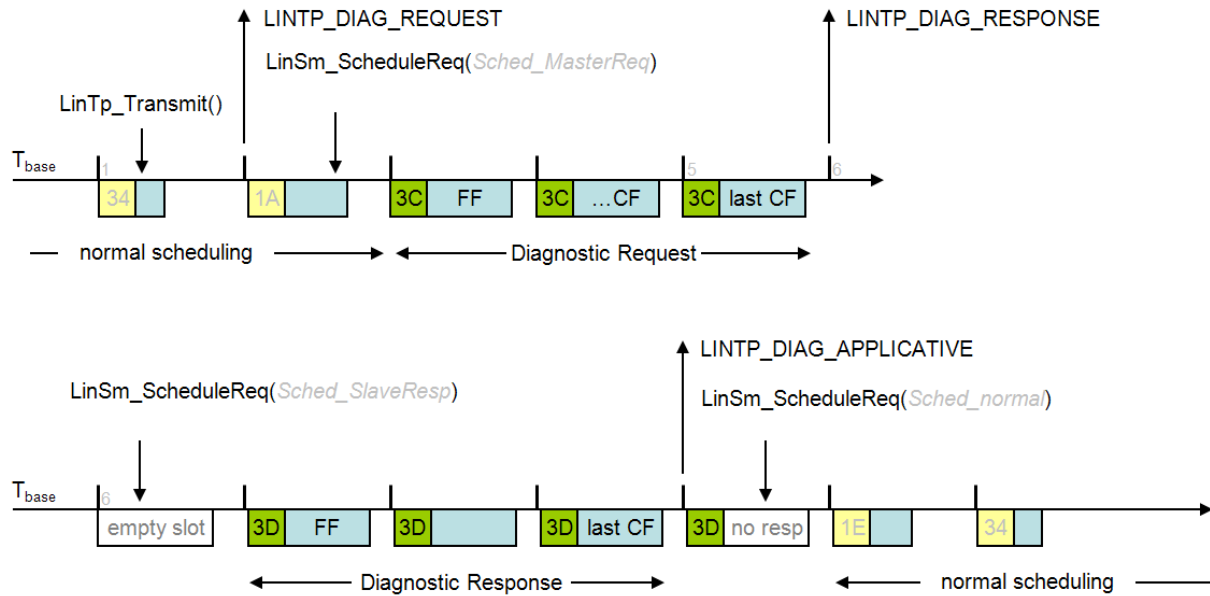 LINTP_DIAG_REQUEST
LINTP_DIAG_RESPONSE
LinSm_ScheduleReq(Sched_MasterReq)
LinTp_Transmit()
Tbase
1
5
6
34
1A
3C FF
3C ...CF
3C last CF
normal scheduling
Diagnostic Request
LINTP_DIAG_APPLICATIVE
LinSm_ScheduleReq(Sched_SlaveResp)
LinSm_ScheduleReq(Sched_normal)
Tbase
6
empty slot
3D FF
3D
3D last CF
3D no resp
1E
34
Diagnostic Response
normal scheduling